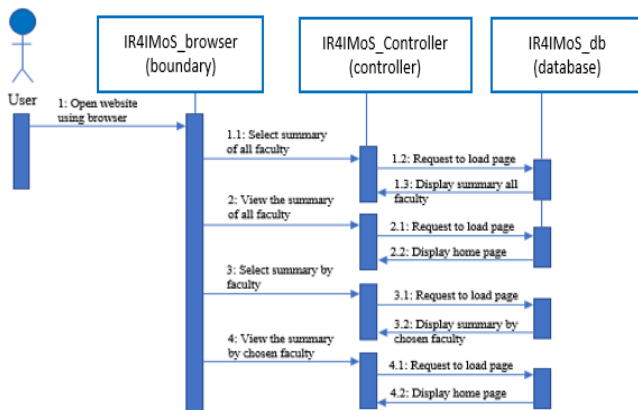 IR4IMoS_browser
(boundary)
IR4IMoS_Controller
(controller)
IR4IMoS_db
(database)
User
1: Open website
using browser
1.1: Select summary
of all faculty
1.2: Request to load page
1.3: Display summary all
faculty
2: View the summary
of all faculty
2.1: Request to load page
2.2: Display home page
3: Select summary by
faculty
3.1: Request to load page
3.2: Display summary by
chosen faculty
4: View the summary
by chosen faculty
4.1: Request to load page
4.2: Display home page